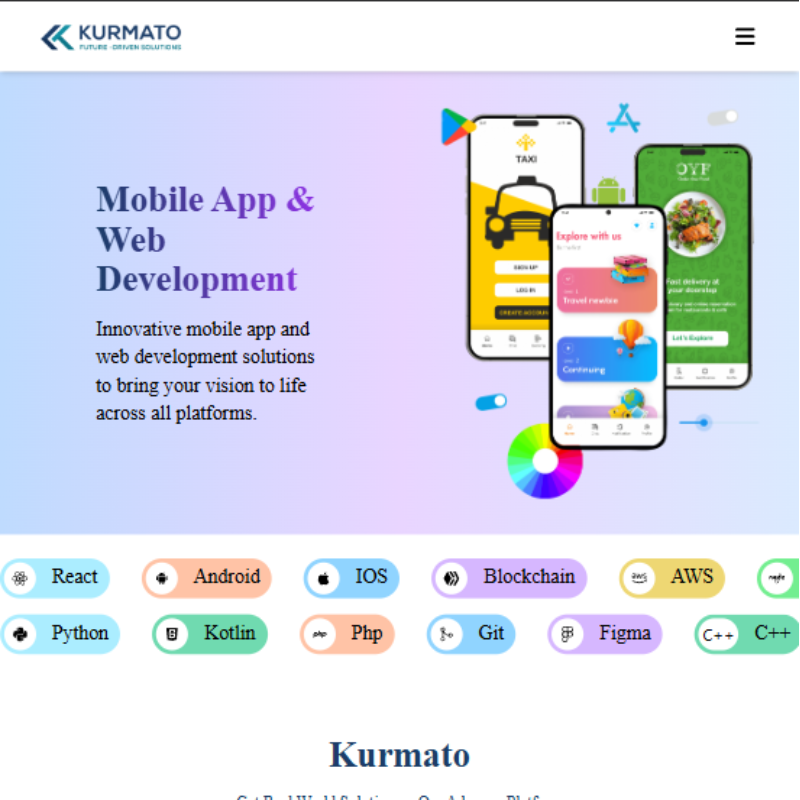 KURMATO
FUTURE -DRIVEN SOLUTIONS
Mobile App &
Web
Development
Innovative mobile app and
web development solutions
to bring your vision to life
across all platforms.
TAXI
SIGN UP
LOG IN
CREATE ACCOUNT
Explore with us
Travel newbie
Continuing
OYF
Fast delivery at
your doorstep
Let's Explore
React
Android
IOS
Blockchain
aws
AWS
Python
Kotlin
php
Php
Git
Figma
C++
C++
Kurmato